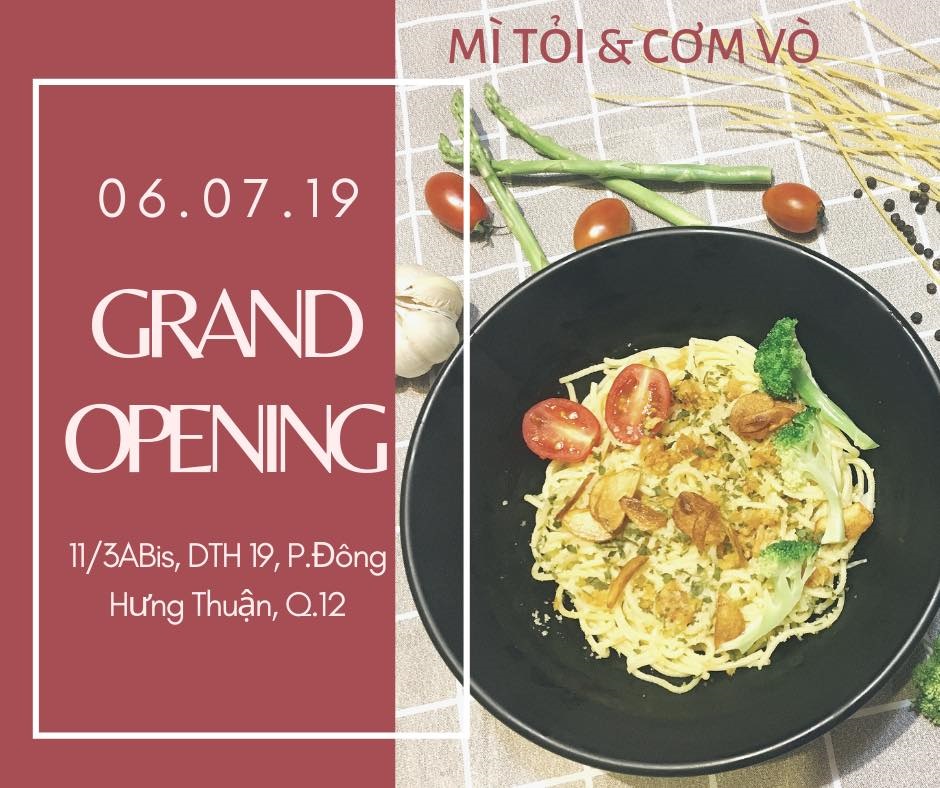 MÌ TỎI & CƠM VÒ
06.07.19
GRAND
OPENING
11/3ABis, DTH 19, P.Đông
Hưng Thuận, Q.12